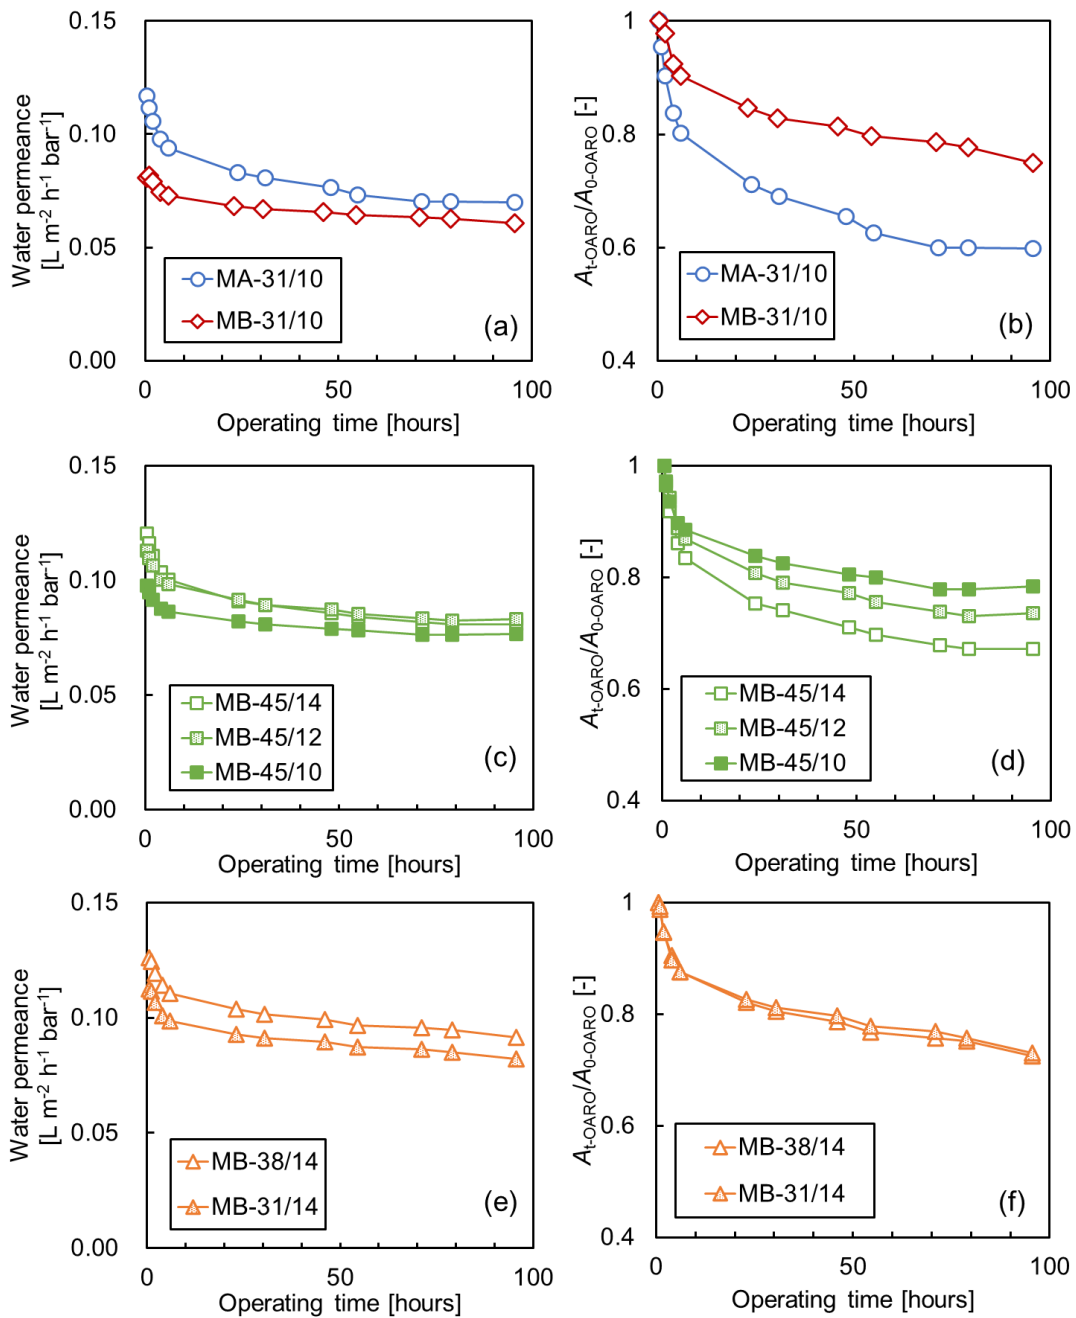 0.15
0.10
0.05
0.00
Water permeance
[L m⁻² h⁻¹ bar⁻¹]
MA-31/10
MB-31/10
(a)
0
50
100
Operating time [hours]
1
0.8
0.6
0.4
A_t-OARO/A_0-OARO [-]
MA-31/10
MB-31/10
(b)
0
50
100
Operating time [hours]
0.15
0.10
0.05
0.00
Water permeance
[L m⁻² h⁻¹ bar⁻¹]
MB-45/14
MB-45/12
MB-45/10
(c)
0
50
100
Operating time [hours]
1
0.8
0.6
0.4
A_t-OARO/A_0-OARO [-]
MB-45/14
MB-45/12
MB-45/10
(d)
0
50
100
Operating time [hours]
0.15
0.10
0.05
0.00
Water permeance
[L m⁻² h⁻¹ bar⁻¹]
MB-38/14
MB-31/14
(e)
0
50
100
Operating time [hours]
1
0.8
0.6
0.4
A_t-OARO/A_0-OARO [-]
MB-38/14
MB-31/14
(f)
0
50
100
Operating time [hours]